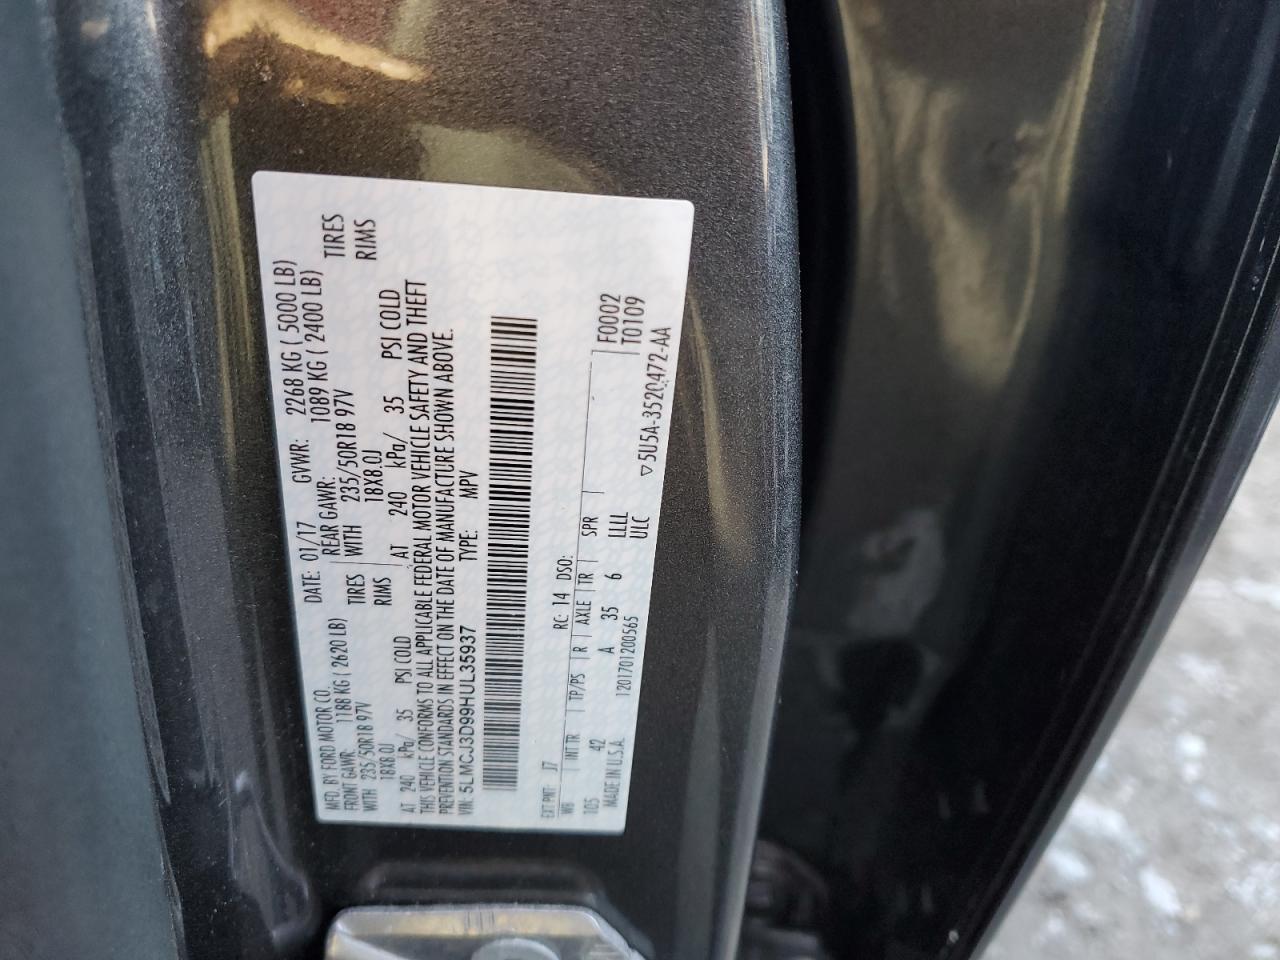 MFD. BY FORD MOTOR CO. DATE: 01/17 GVWR: 2268 KG ( 5000 LB)
FRONT GAWR: 1188 KG ( 2620 LB) REAR GAWR: 1089 KG ( 2400 LB)
WITH 235/50R18 97V TIRES WITH 235/50R18 97V TIRES
18X8.0J RIMS 18X8.0J RIMS
AT 240 kPa/ 35 PSI COLD AT 240 kPa/ 35 PSI COLD
THIS VEHICLE CONFORMS TO ALL APPLICABLE FEDERAL MOTOR VEHICLE SAFETY AND THEFT
PREVENTION STANDARDS IN EFFECT ON THE DATE OF MANUFACTURE SHOWN ABOVE.
VIN: 5LMCJ3D99HUL35937 TYPE: MPV
EXT PNT: J7 RC: 14 DSO:
WB INT TR TP/PS R AXLE TR SPR F0002
105 42 A 35 6 LLLL T0109
MADE IN U.S.A. 1201701200565 ULC
▽5U5A-3520472-AA